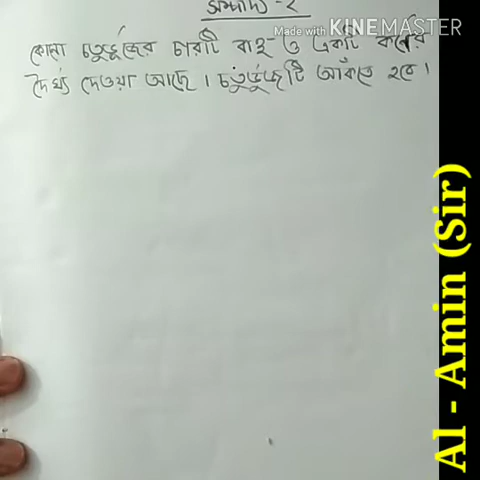 সম্পাদ্য - ২
Made with KINEMASTER
কোনো চতুর্ভুজের চারটি বাহু ও একটি কর্ণের
দৈর্ঘ্য দেওয়া আছে। চতুর্ভুজটি আঁকতে হবে।
Al - Amin (Sir)